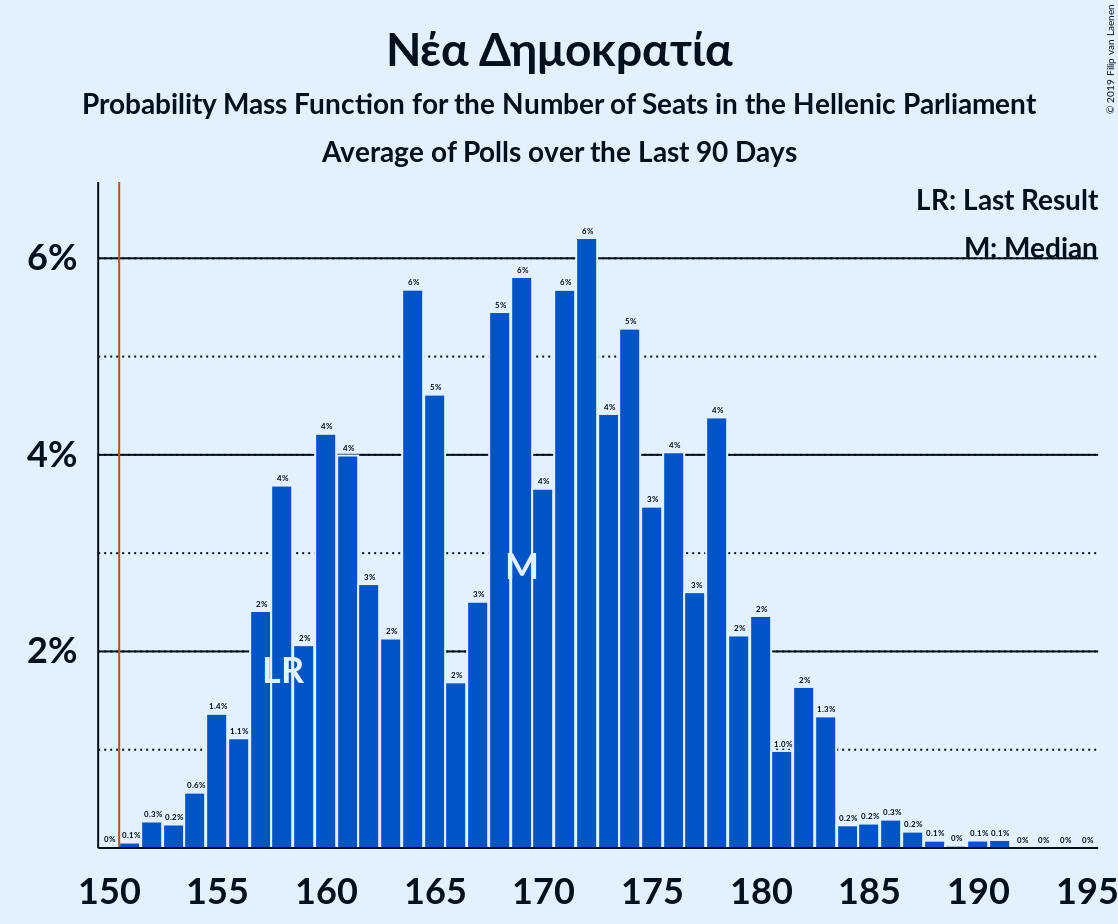 © 2019 Filip van Laenen
Νέα Δημοκρατία
Probability Mass Function for the Number of Seats in the Hellenic Parliament
Average of Polls over the Last 90 Days
LR: Last Result
M: Median
6%
4%
2%
0% 0.1% 0.3% 0.2% 0.6% 1.4% 1.1% 2% 4% 2% 4% 4% 3% 2% 6% 5% 2% 3% 5% 6% 4% 6% 6% 4% 5% 3% 4% 3% 4% 2% 2% 1.0% 2% 1.3% 0.2% 0.2% 0.3% 0.2% 0.1% 0% 0.1% 0.1% 0% 0% 0% 0%
LR
M
150 155 160 165 170 175 180 185 190 195